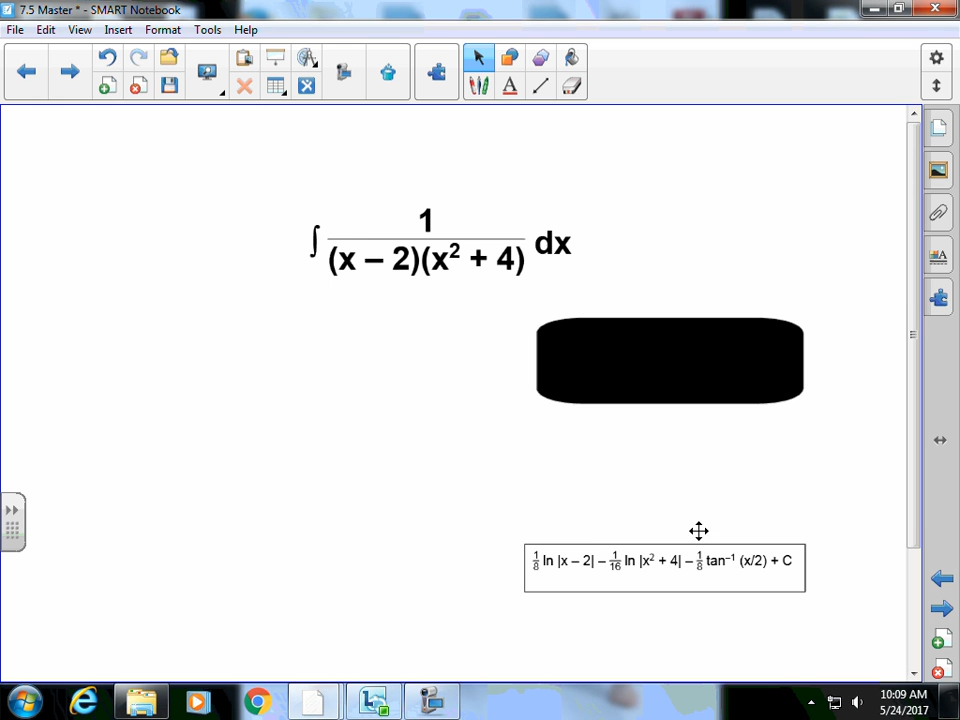 7.5 Master * - SMART Notebook
File Edit View Insert Format Tools Help
∫ 1/((x – 2)(x² + 4)) dx
1/8 ln |x – 2| – 1/16 ln |x² + 4| – 1/8 tan⁻¹ (x/2) + C
10:09 AM
5/24/2017